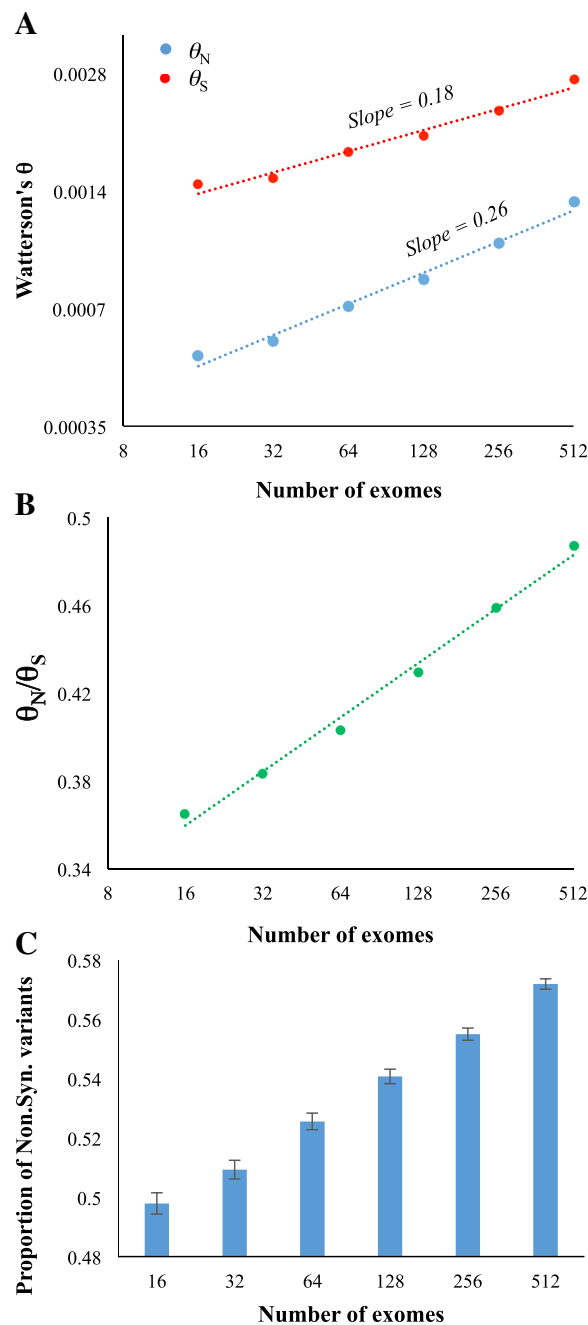 A
θN
θS
0.0028
0.0014
0.0007
0.00035
Watterson's θ
Slope = 0.18
Slope = 0.26
8 16 32 64 128 256 512
Number of exomes
B
0.5
0.46
0.42
0.38
0.34
θN/θS
8 16 32 64 128 256 512
Number of exomes
C
0.58
0.56
0.54
0.52
0.5
0.48
Proportion of Non.Syn. variants
16 32 64 128 256 512
Number of exomes